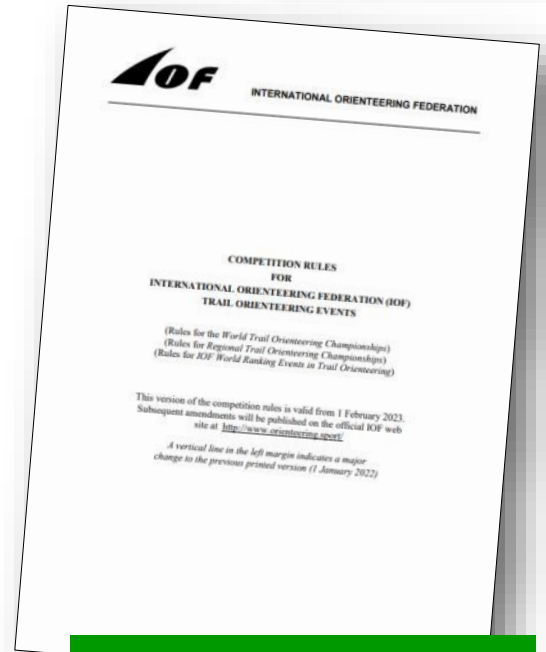 IOF
INTERNATIONAL ORIENTEERING FEDERATION
COMPETITION RULES
FOR
INTERNATIONAL ORIENTEERING FEDERATION (IOF)
TRAIL ORIENTEERING EVENTS
(Rules for the World Trail Orienteering Championships)
(Rules for Regional Trail Orienteering Championships)
(Rules for IOF World Ranking Events in Trail Orienteering)
This version of the competition rules is valid from 1 February 2023.
Subsequent amendments will be published on the official IOF web
site at http://www.orienteering.sport/
A vertical line in the left margin indicates a major
change to the previous printed version (1 January 2022)